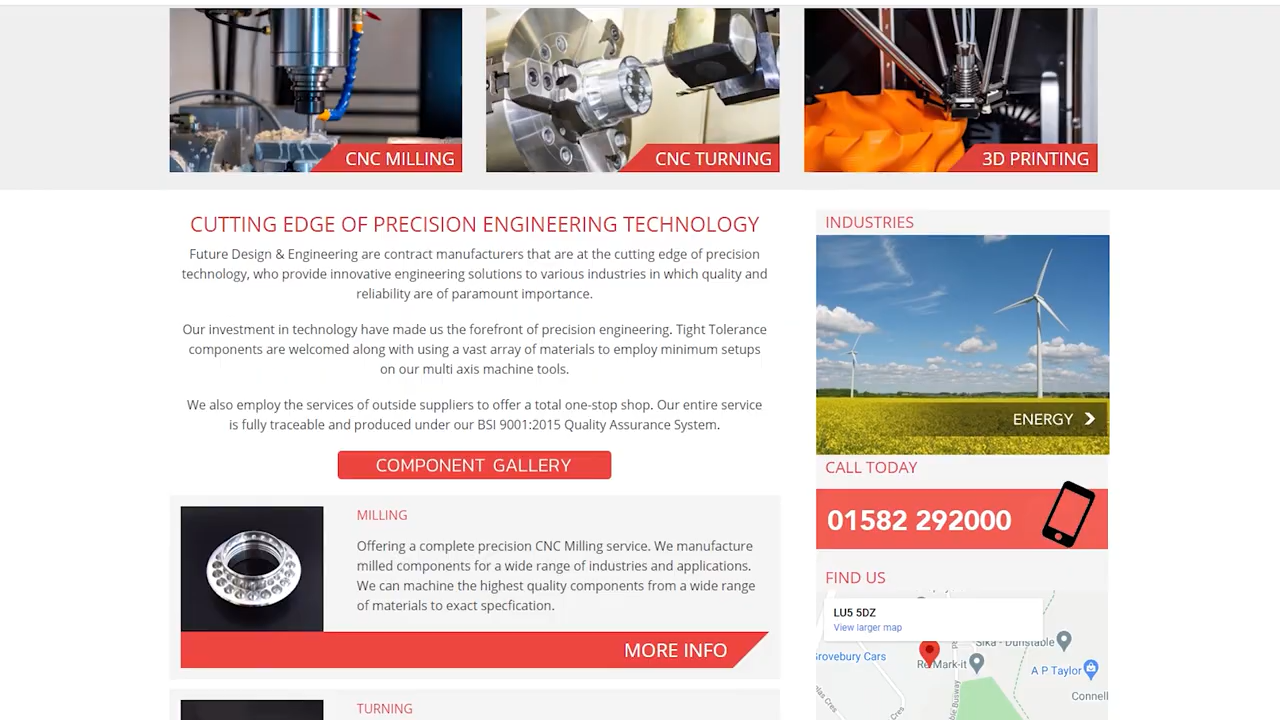 CNC MILLING
CNC TURNING
3D PRINTING
CUTTING EDGE OF PRECISION ENGINEERING TECHNOLOGY
Future Design & Engineering are contract manufacturers that are at the cutting edge of precision
technology, who provide innovative engineering solutions to various industries in which quality and
reliability are of paramount importance.
Our investment in technology have made us the forefront of precision engineering. Tight Tolerance
components are welcomed along with using a vast array of materials to employ minimum setups
on our multi axis machine tools.
We also employ the services of outside suppliers to offer a total one-stop shop. Our entire service
is fully traceable and produced under our BSI 9001:2015 Quality Assurance System.
COMPONENT GALLERY
MILLING
Offering a complete precision CNC Milling service. We manufacture
milled components for a wide range of industries and applications.
We can machine the highest quality components from a wide range
of materials to exact specfication.
MORE INFO
TURNING
INDUSTRIES
ENERGY
CALL TODAY
01582 292000
FIND US
LU5 5DZ
View larger map
Sika - Dunstable
Grovebury Cars
Mark-it
A P Taylor
Connell